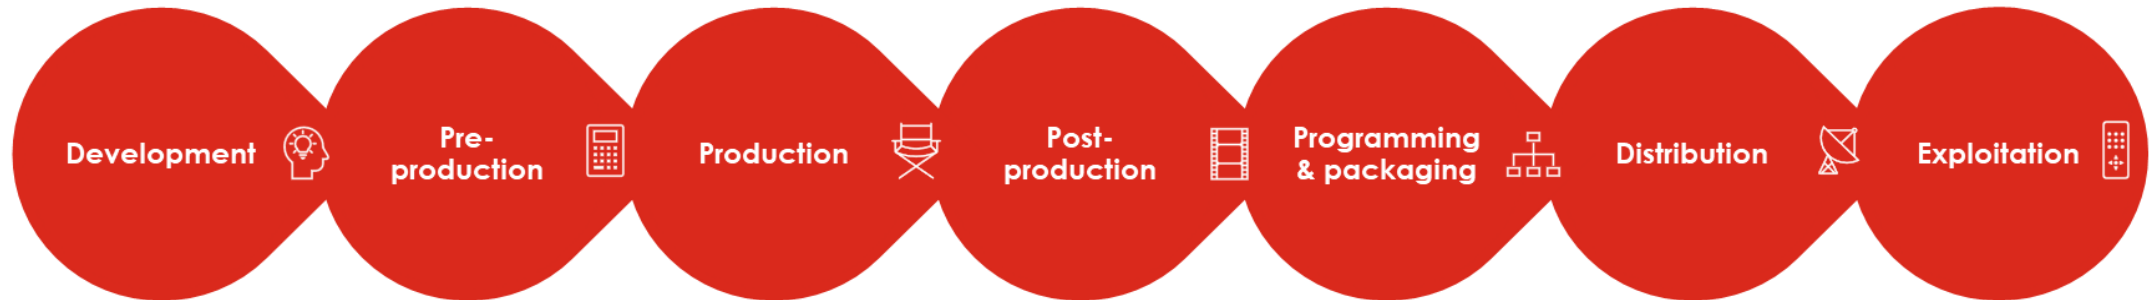 Development
Pre-
production
Production
Post-
production
Programming
& packaging
Distribution
Exploitation